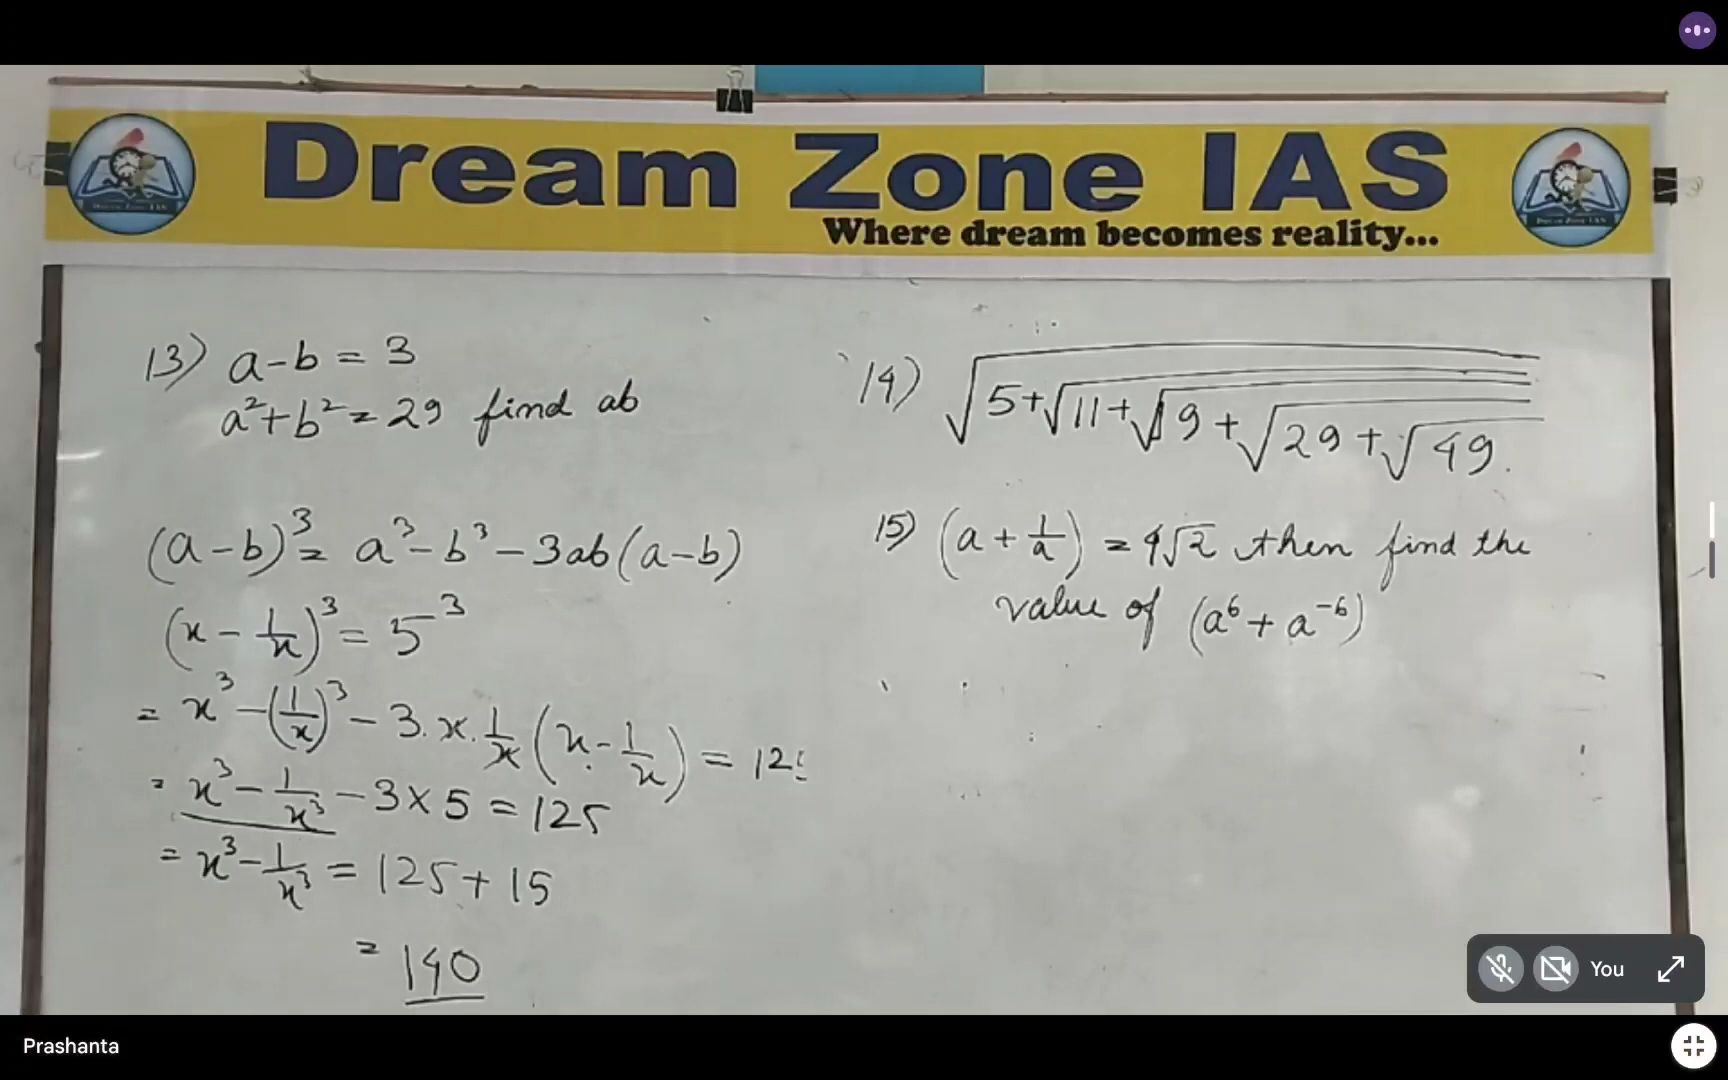 Dream Zone IAS
Where dream becomes reality...
13) a-b = 3
a²+b² = 29 find ab
(a-b)³ = a³-b³-3ab(a-b)
(x - 1/x)³ = 5³
= x³ - (1/x)³ - 3.x.1/x (x - 1/x) = 125
= x³ - 1/x³ - 3×5 = 125
= x³ - 1/x³ = 125 + 15
= 140
14) √(5+√(11+√(19+√(29+√49))))
15) (a + 1/a) = 4√2 then find the
value of (a⁶ + a⁻⁶)
You
Prashanta